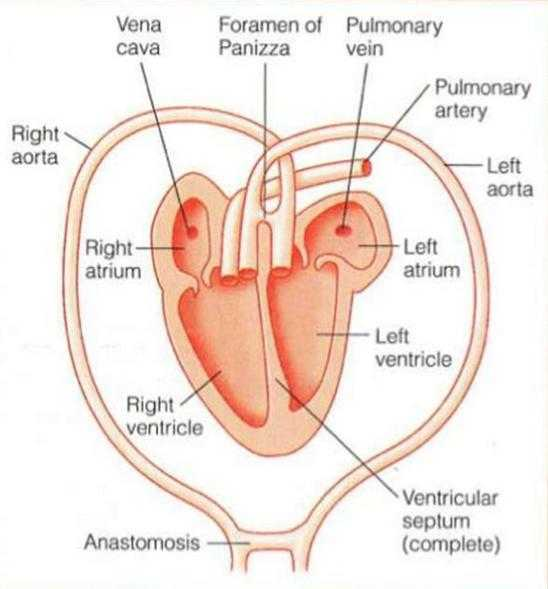 Vena
cava
Foramen of
Panizza
Pulmonary
vein
Pulmonary
artery
Right
aorta
Left
aorta
Right
atrium
Left
atrium
Left
ventricle
Right
ventricle
Ventricular
septum
(complete)
Anastomosis